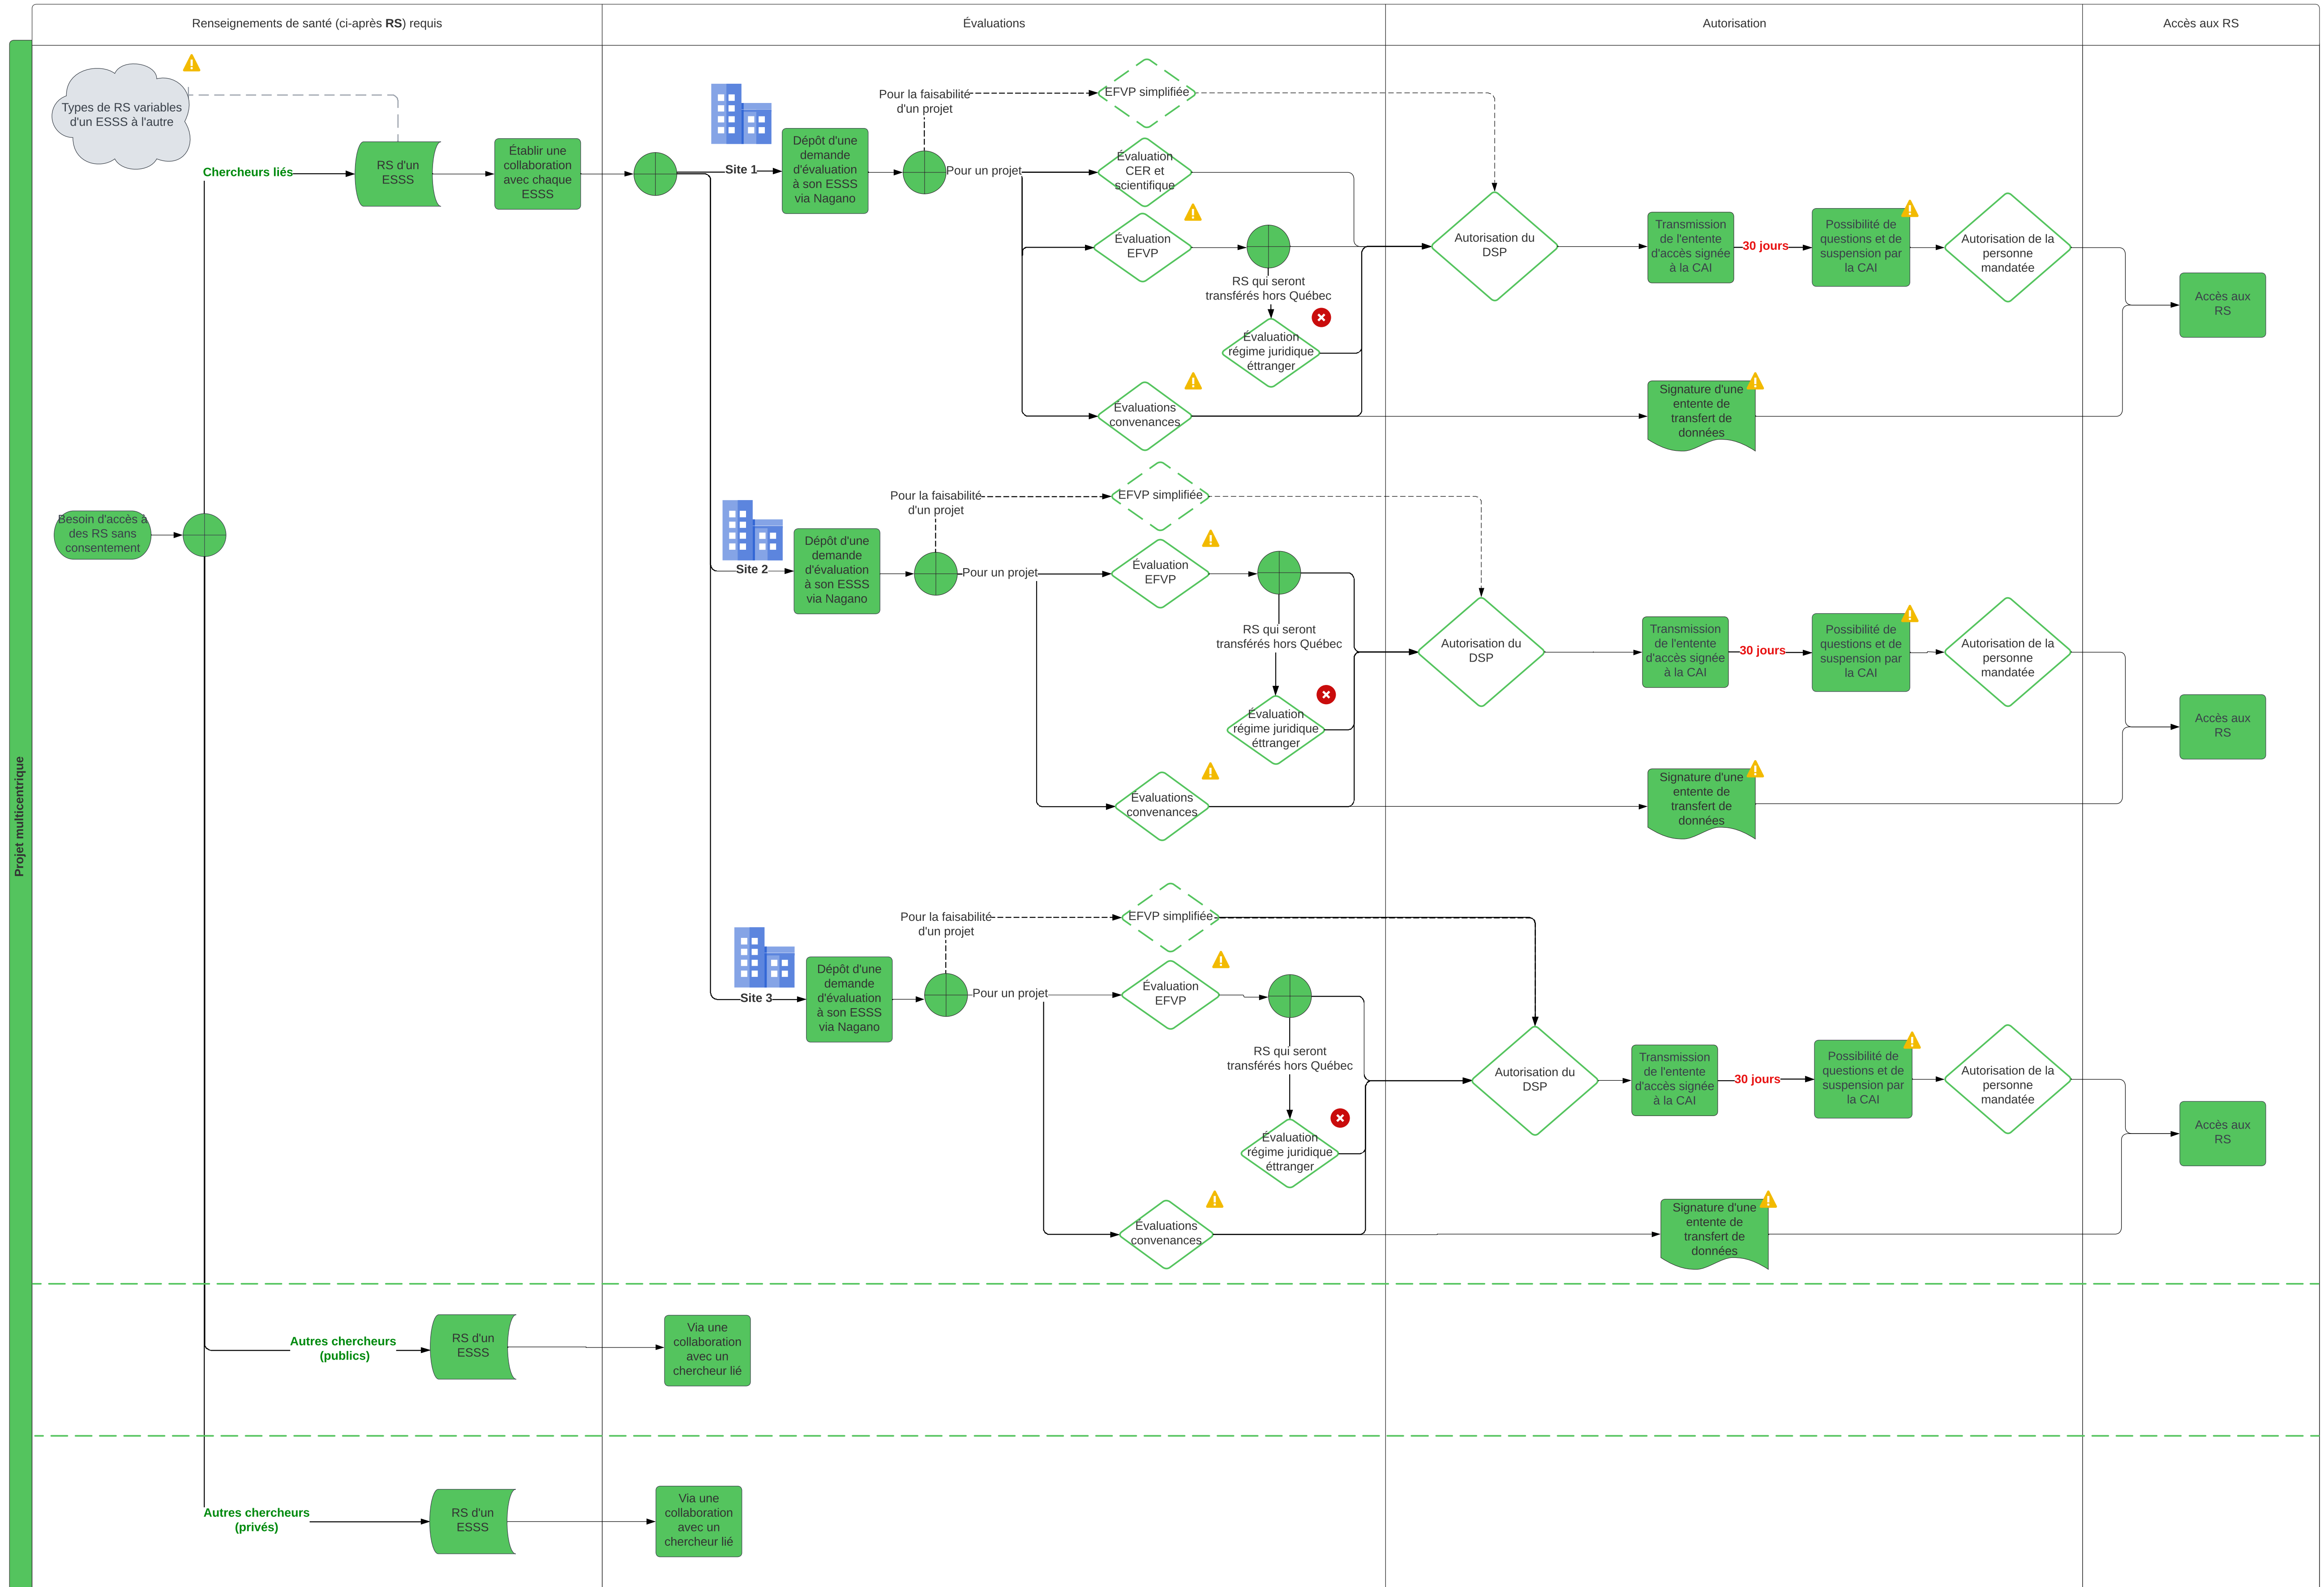 Renseignements de santé (ci-après RS) requis
Évaluations
Autorisation
Accès aux RS
Projet multicentrique
Types de RS variables
d'un ESSS à l'autre
Besoin d'accès à
des RS sans
consentement
Chercheurs liés
RS d'un
ESSS
Établir une
collaboration
avec chaque
ESSS
Site 1
Dépôt d'une
demande
d'évaluation
à son ESSS
via Nagano
Pour la faisabilité
d'un projet
Pour un projet
EFVP simplifiée
Évaluation
CER et
scientifique
Évaluation
EFVP
RS qui seront
transférés hors Québec
Évaluation
régime juridique
éttranger
Évaluations
convenances
Autorisation du
DSP
Transmission
de l'entente
d'accès signée
à la CAI
30 jours
Possibilité de
questions et de
suspension par
la CAI
Autorisation de la
personne
mandatée
Signature d'une
entente de
transfert de
données
Accès aux
RS
Site 2
Dépôt d'une
demande
d'évaluation
à son ESSS
via Nagano
Pour la faisabilité
d'un projet
Pour un projet
EFVP simplifiée
Évaluation
EFVP
RS qui seront
transférés hors Québec
Évaluation
régime juridique
éttranger
Évaluations
convenances
Autorisation du
DSP
Transmission
de l'entente
d'accès signée
à la CAI
30 jours
Possibilité de
questions et de
suspension par
la CAI
Autorisation de la
personne
mandatée
Signature d'une
entente de
transfert de
données
Accès aux
RS
Site 3
Dépôt d'une
demande
d'évaluation
à son ESSS
via Nagano
Pour la faisabilité
d'un projet
Pour un projet
EFVP simplifiée
Évaluation
EFVP
RS qui seront
transférés hors Québec
Évaluation
régime juridique
éttranger
Évaluations
convenances
Autorisation du
DSP
Transmission
de l'entente
d'accès signée
à la CAI
30 jours
Possibilité de
questions et de
suspension par
la CAI
Autorisation de la
personne
mandatée
Signature d'une
entente de
transfert de
données
Accès aux
RS
Autres chercheurs
(publics)
RS d'un
ESSS
Via une
collaboration
avec un
chercheur lié
Autres chercheurs
(privés)
RS d'un
ESSS
Via une
collaboration
avec un
chercheur lié